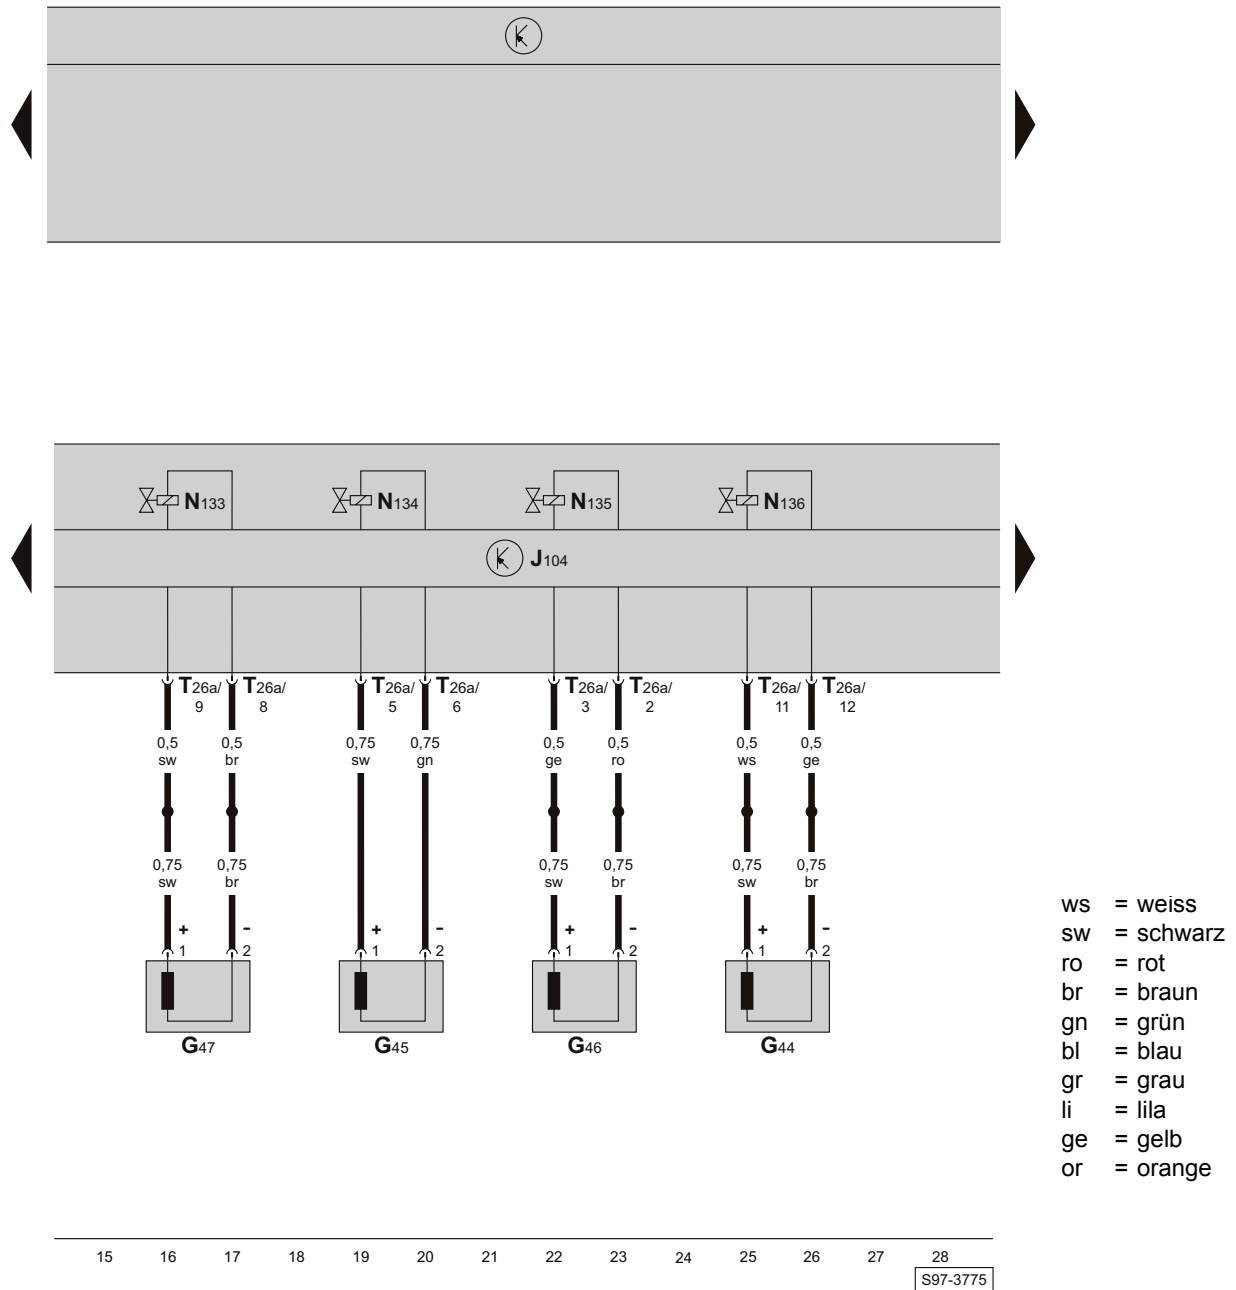 N133 N134 N135 N136
J104
T26a/ T26a/ T26a/ T26a/ T26a/ T26a/ T26a/ T26a/
9 8 5 6 3 2 11 12
0,5 0,5 0,75 0,75 0,5 0,5 0,5 0,5
sw br sw gn ge ro ws ge
0,75 0,75 0,75 0,75 0,75 0,75
sw br sw br sw br
+ - + - + - + -
1 2 1 2 1 2 1 2
G47 G45 G46 G44
ws = weiss
sw = schwarz
ro = rot
br = braun
gn = grün
bl = blau
gr = grau
li = lila
ge = gelb
or = orange
15 16 17 18 19 20 21 22 23 24 25 26 27 28
S97-3775